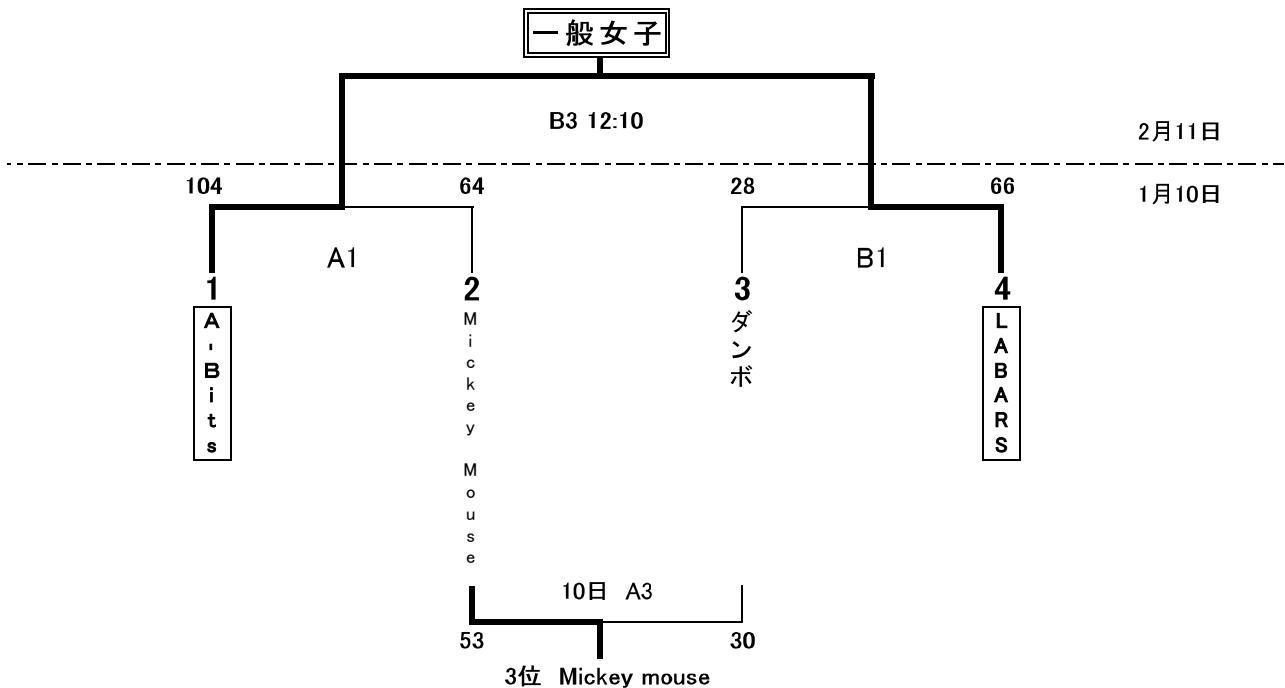 一般女子
B3 12:10
2月11日
104 64 28 66
1月10日
A1 B1
1 2 3 4
A-Bits
Mickey Mouse
ダンボ
LABARS
10日 A3
53 30
3位 Mickey mouse